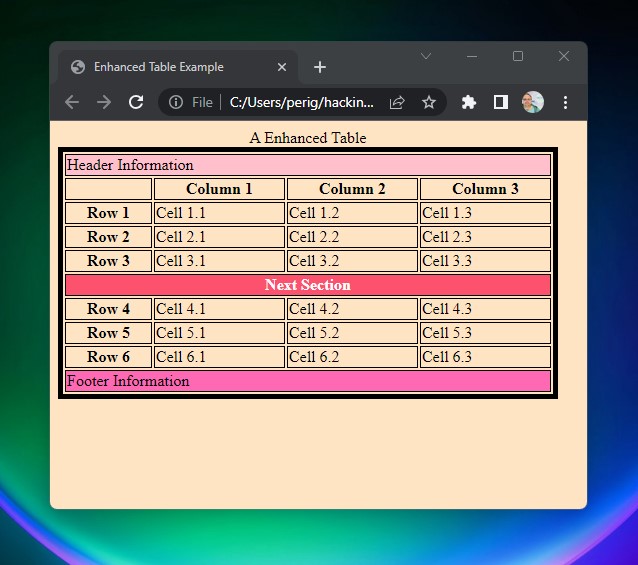 Enhanced Table Example
File C:/Users/perig/hackin...
A Enhanced Table
Header Information
Column 1 Column 2 Column 3
Row 1 Cell 1.1 Cell 1.2 Cell 1.3
Row 2 Cell 2.1 Cell 2.2 Cell 2.3
Row 3 Cell 3.1 Cell 3.2 Cell 3.3
Next Section
Row 4 Cell 4.1 Cell 4.2 Cell 4.3
Row 5 Cell 5.1 Cell 5.2 Cell 5.3
Row 6 Cell 6.1 Cell 6.2 Cell 6.3
Footer Information